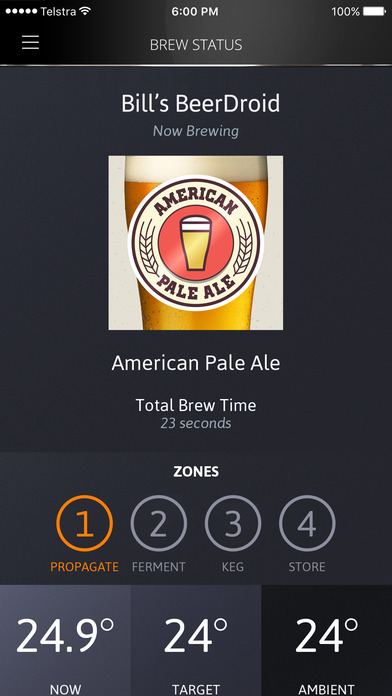 Telstra 6:00 PM 100%
BREW STATUS
Bill's BeerDroid
Now Brewing
AMERICAN
PALE ALE
American Pale Ale
Total Brew Time
23 seconds
ZONES
1 2 3 4
PROPAGATE FERMENT KEG STORE
24.9° 24° 24°
NOW TARGET AMBIENT